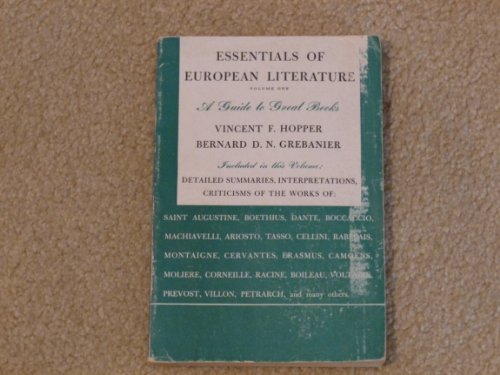 ESSENTIALS OF
EUROPEAN LITERATURE
VOLUME ONE
A Guide to Great Books
VINCENT F. HOPPER
BERNARD D. N. GREBANIER
Included in this Volume:
DETAILED SUMMARIES, INTERPRETATIONS,
CRITICISMS OF THE WORKS OF:
SAINT AUGUSTINE, BOETHIUS, DANTE, BOCCACCIO,
MACHIAVELLI, ARIOSTO, TASSO, CELLINI, RABELAIS,
MONTAIGNE, CERVANTES, ERASMUS, CAMOENS,
MOLIERE, CORNEILLE, RACINE, BOILEAU, VOLTAIRE,
PREVOST, VILLON, PETRARCH, and many others.